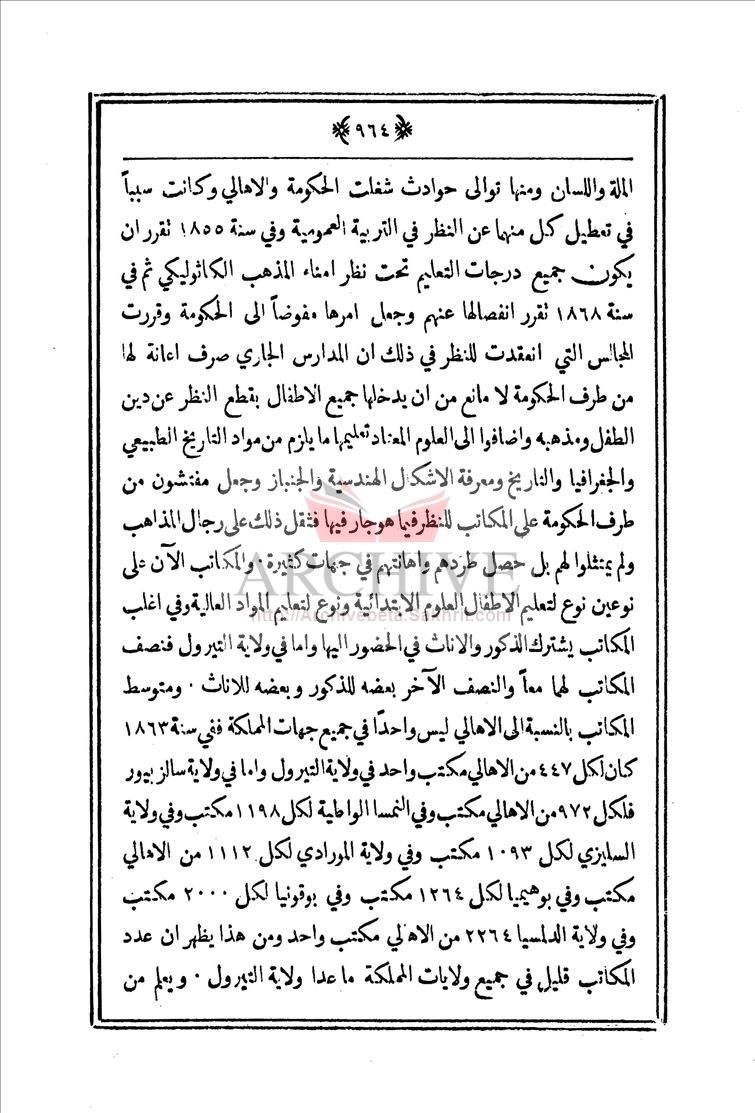 ٩٦٤
الملة واللسان ومنها توالى حوادث شغلت الحكومة والاهالي وكانت سبباً
في تعطيل كل منهما عن النظر في التربية العمومية وفي سنة ١٨٥٥ نقرر ان
يكون جميع درجات التعليم تحت نظر امناء المذهب الكاثوليكي ثم في
سنة ١٨٦٨ نقرر انفصالها عنهم وجعل امرها مفوضاً الى الحكومة وقررت
المجالس التي انعقدت للنظر في ذلك ان المدارس الجاري صرف اعانة لها
من طرف الحكومة لا مانع من ان يدخلها جميع الاطفال بقطع النظر عن دين
الطفل ومذهبه واضافوا الى العلوم المعتاد تعليمها ما يلزم من مواد التاريخ الطبيعي
والجغرافيا والتاريخ ومعرفة الاشكال الهندسية والجنباز وجعل مفتشون من
طرف الحكومة على المكاتب للنظر فيما هو جار فيها فثقل ذلك على رجال المذاهب
ولم يمتثلوا لهم بل حصل طردهم واهانتهم في جهات كثيرة · والمكاتب الآن على
ARCHIVE
نوعين نوع لتعليم الاطفال العلوم الابتدائية ونوع لتعليم المواد العالية وفي اغلب
http://Archivebeta.Sakhrit.com
المكاتب يشترك الذكور والاناث في الحضور اليها واما في ولاية التيرول فنصف
المكاتب لهما معاً والنصف الآخر بعضه للذكور وبعضه للاناث · ومتوسط
المكاتب بالنسبة الى الاهالي ليس واحدًا في جميع جهات المملكة ففي سنة ١٨٦٣
كان لكل ٤٤٧ من الاهالي مكتب واحد في ولاية التيرول واما في ولاية سالزبيور
فلكل ٩٧٢ من الاهالي مكتب وفي النمسا الواطية لكل ١١٩٨ مكتب وفي ولاية
السليزي لكل ١٠٩٣ مكتب وفي ولاية المورادي لكل ١١١٢ من الاهالي
مكتب وفي بوهيميا لكل ١٢٦٤ مكتب وفي بوقونيا لكل ٢٠٠٠ مكتب
وفي ولاية الدلمسيا ٢٢٦٤ من الاهالي مكتب واحد ومن هذا يظهر ان عدد
المكاتب قليل في جميع ولايات المملكة ما عدا ولاية التيرول · ويعلم من